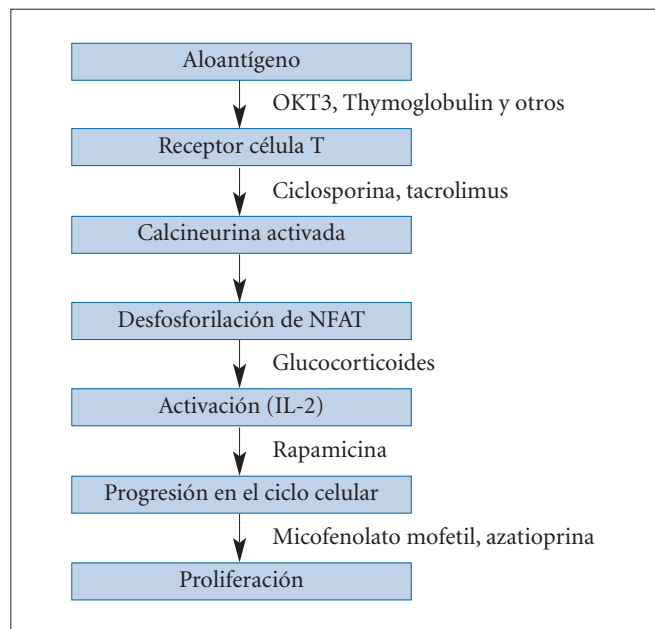 Aloantígeno
OKT3, Thymoglobulin y otros
Receptor célula T
Ciclosporina, tacrolimus
Calcineurina activada
Desfosforilación de NFAT
Glucocorticoides
Activación (IL-2)
Rapamicina
Progresión en el ciclo celular
Micofenolato mofetil, azatioprina
Proliferación